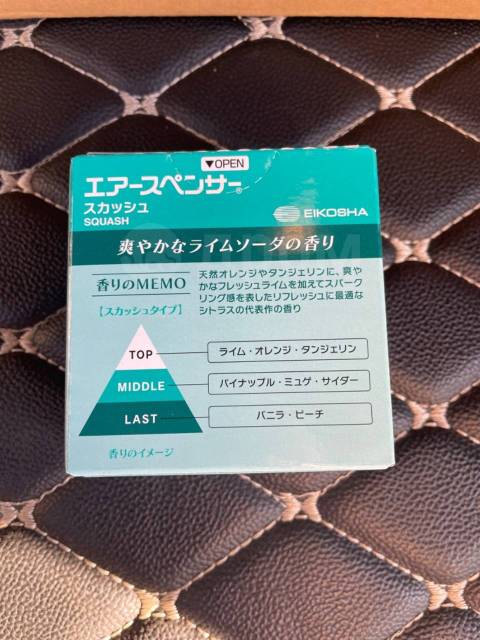 ▼OPEN
エアースペンサー®
スカッシュ
SQUASH
EIKOSHA
爽やかなライムソーダの香り
香りのMEMO
【スカッシュタイプ】
天然オレンジやタンジェリンに、爽や
かなフレッシュライムを加えてスパーク
リング感を表したリフレッシュに最適な
シトラスの代表作の香り
TOP
ライム・オレンジ・タンジェリン
MIDDLE
パイナップル・ミュゲ・サイダー
LAST
バニラ・ピーチ
香りのイメージ